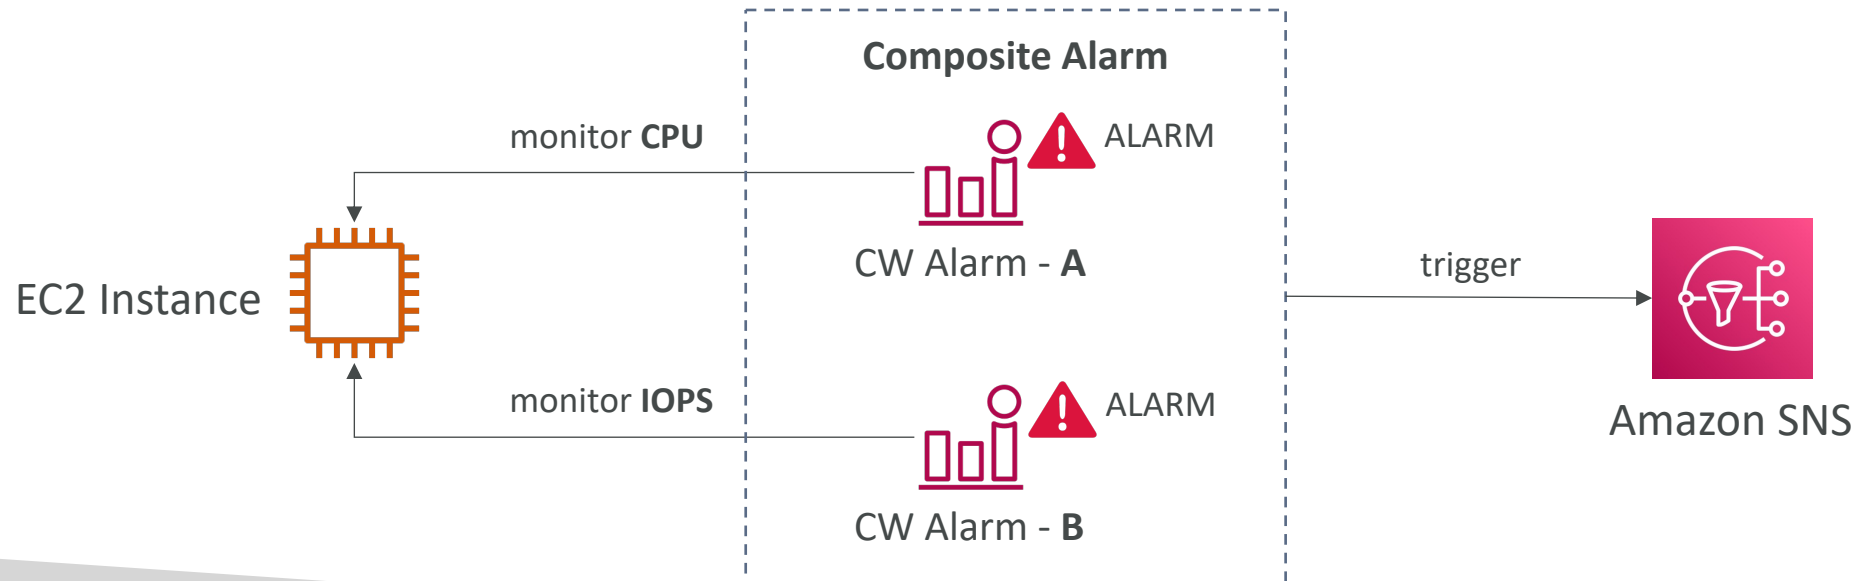 Composite Alarm
monitor CPU
ALARM
CW Alarm - A
EC2 Instance
trigger
monitor IOPS
ALARM
Amazon SNS
CW Alarm - B